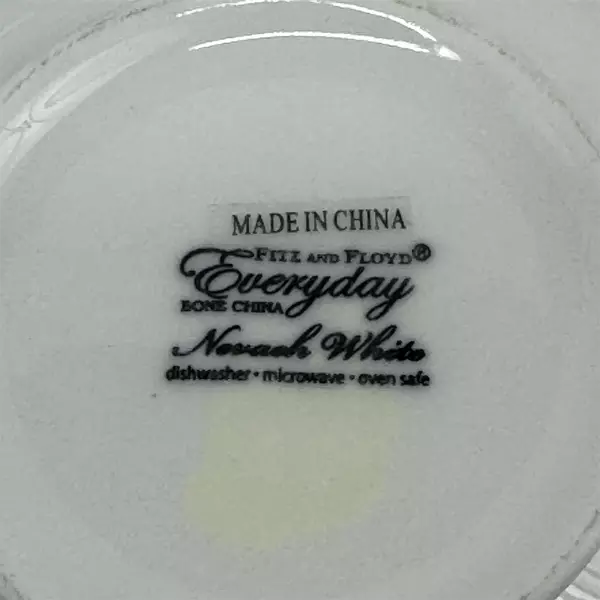 MADE IN CHINA
FITZ AND FLOYD®
Everyday
BONE CHINA
Nevaeh White
dishwasher • microwave • oven safe